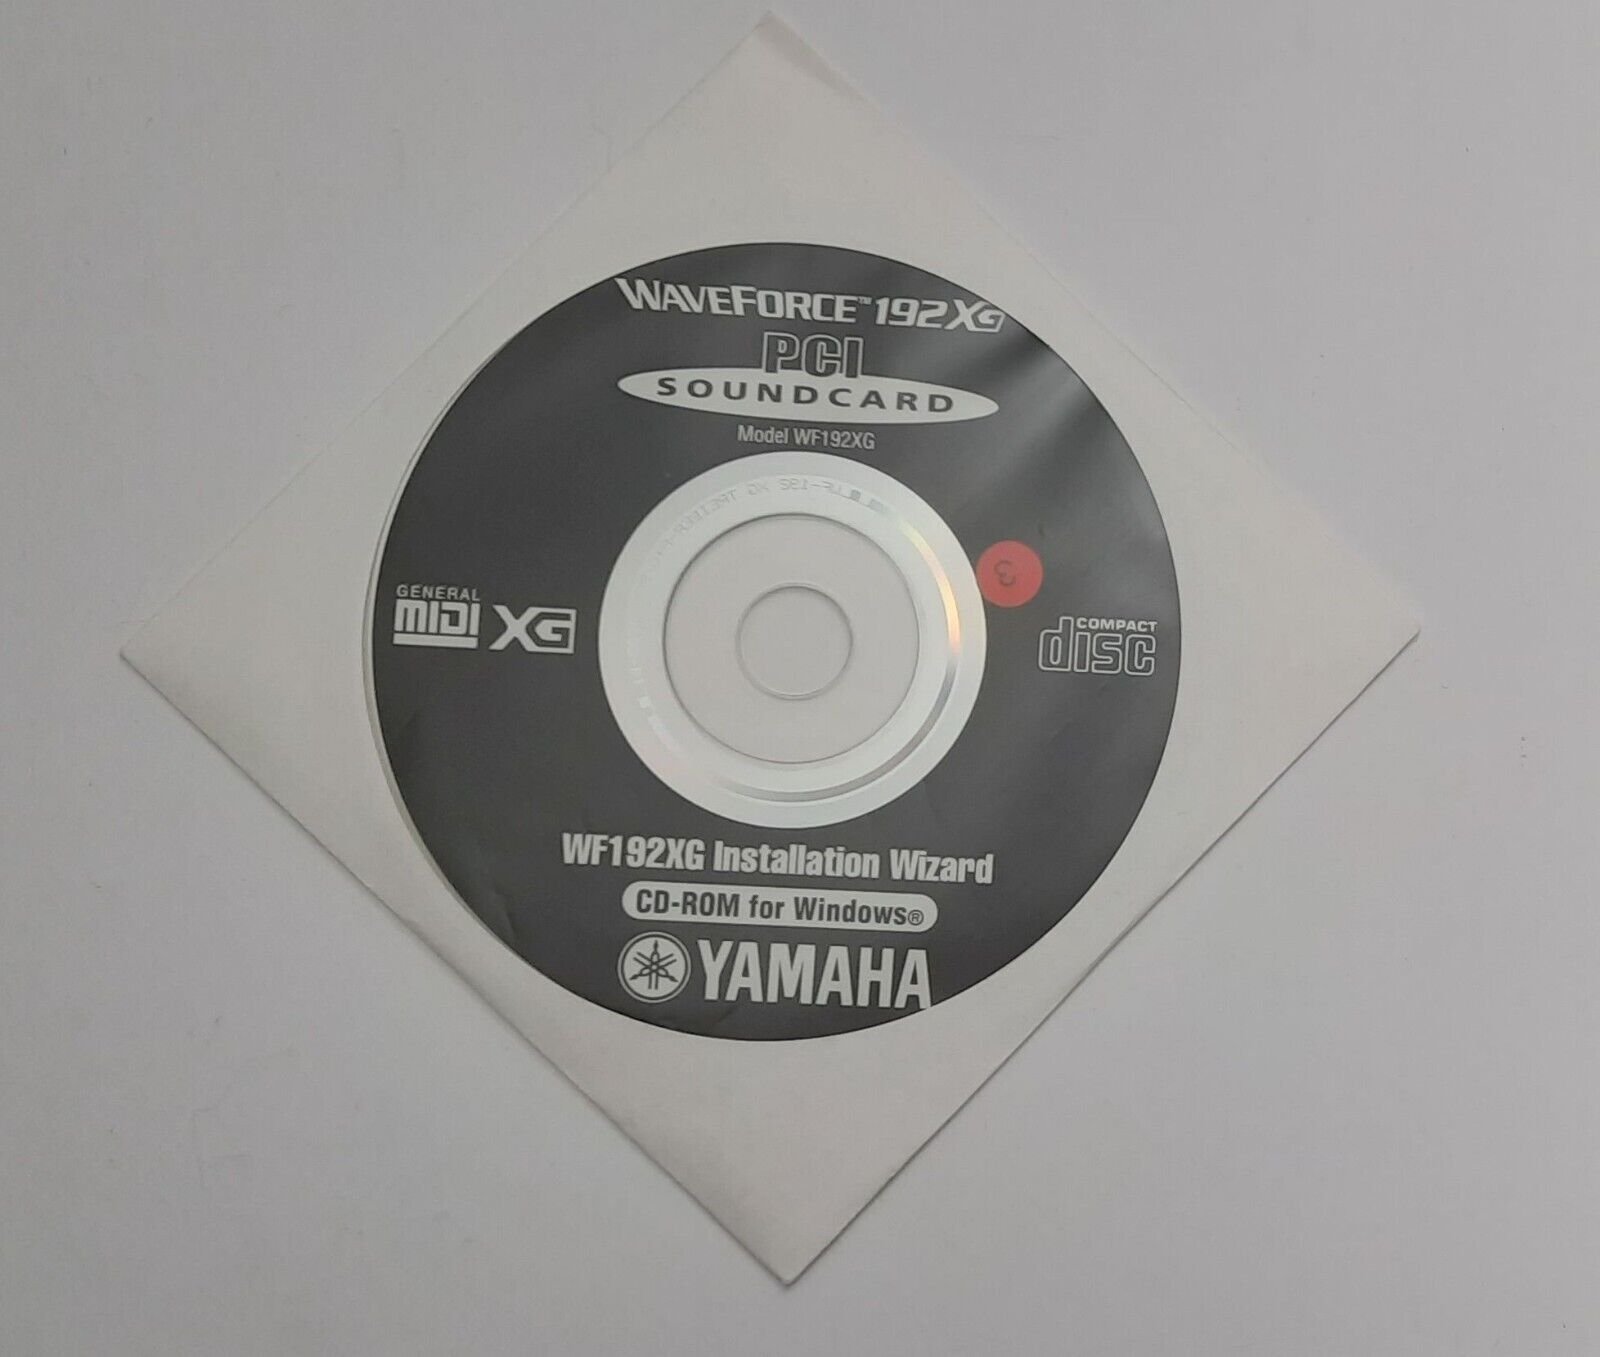 WAVEFORCE™ 192XG
PCI
SOUNDCARD
Model WF192XG
3
GENERAL
MIDI XG
COMPACT
disc
WF192XG Installation Wizard
CD-ROM for Windows®
YAMAHA